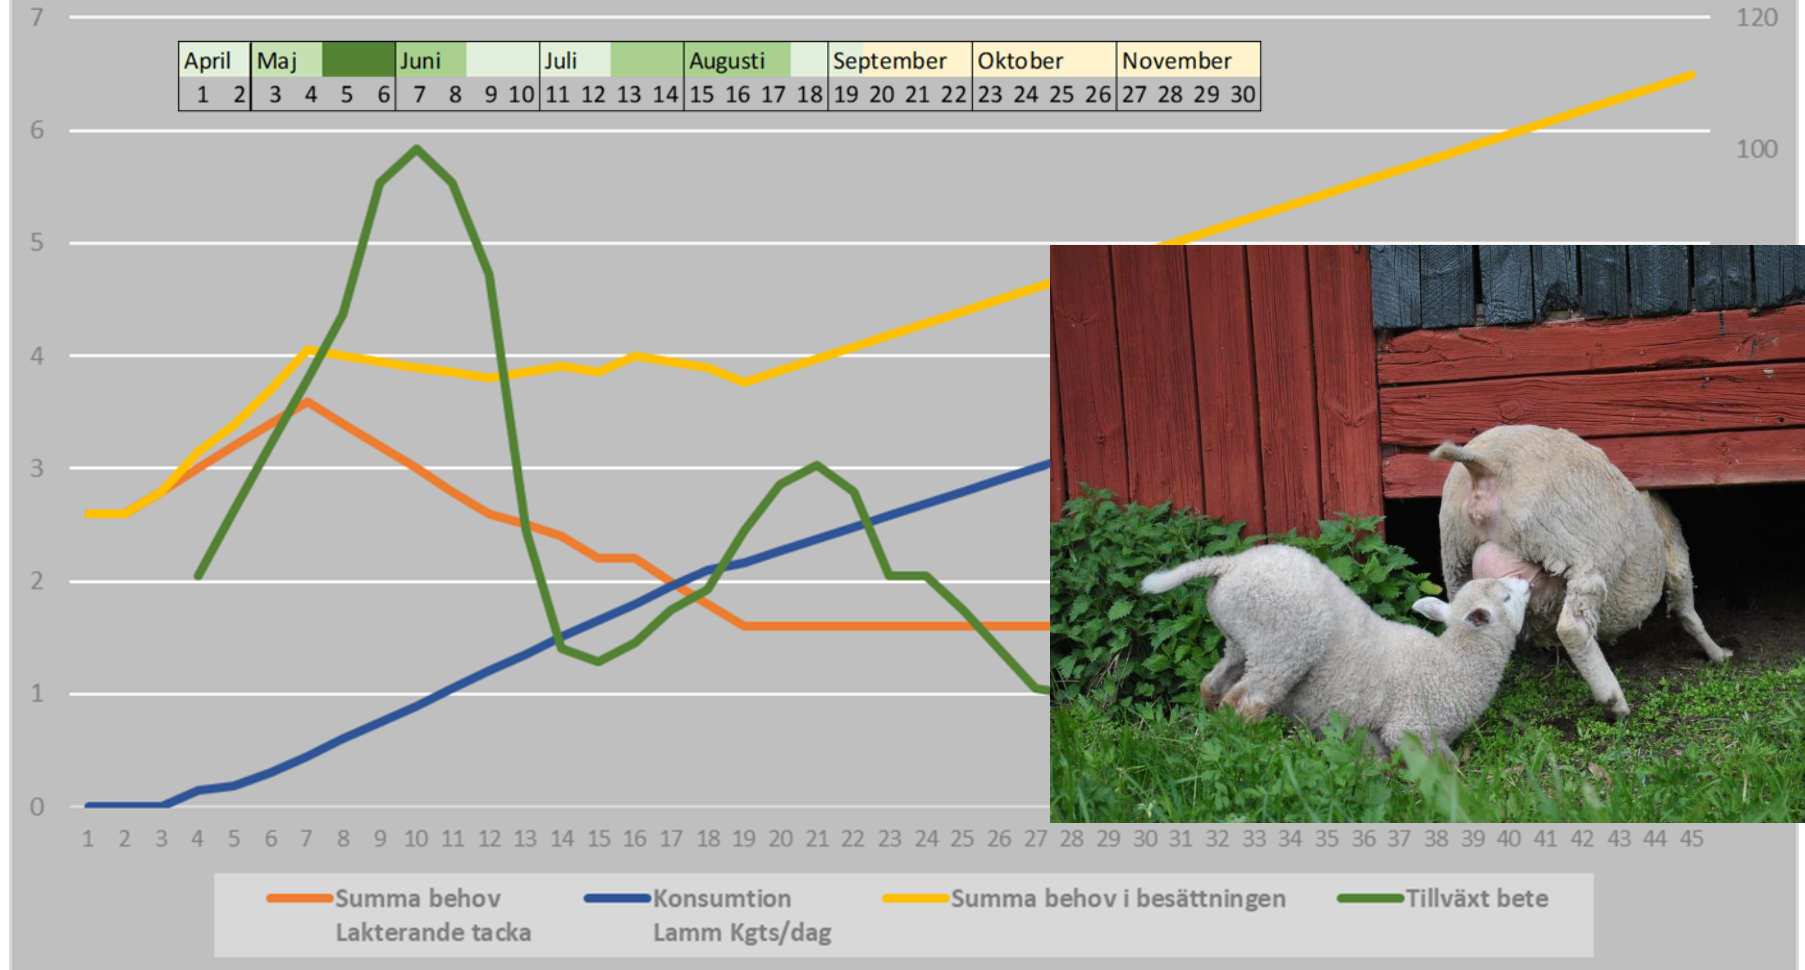 7 120
April Maj Juni Juli Augusti September Oktober November
1 2 3 4 5 6 7 8 9 10 11 12 13 14 15 16 17 18 19 20 21 22 23 24 25 26 27 28 29 30
6
100
5
4
3
2
1
0
1 2 3 4 5 6 7 8 9 10 11 12 13 14 15 16 17 18 19 20 21 22 23 24 25 26 27 28 29 30 31 32 33 34 35 36 37 38 39 40 41 42 43 44 45
Summa behov Konsumtion Summa behov i besättningen Tillväxt bete
Lakterande tacka Lamm Kgts/dag